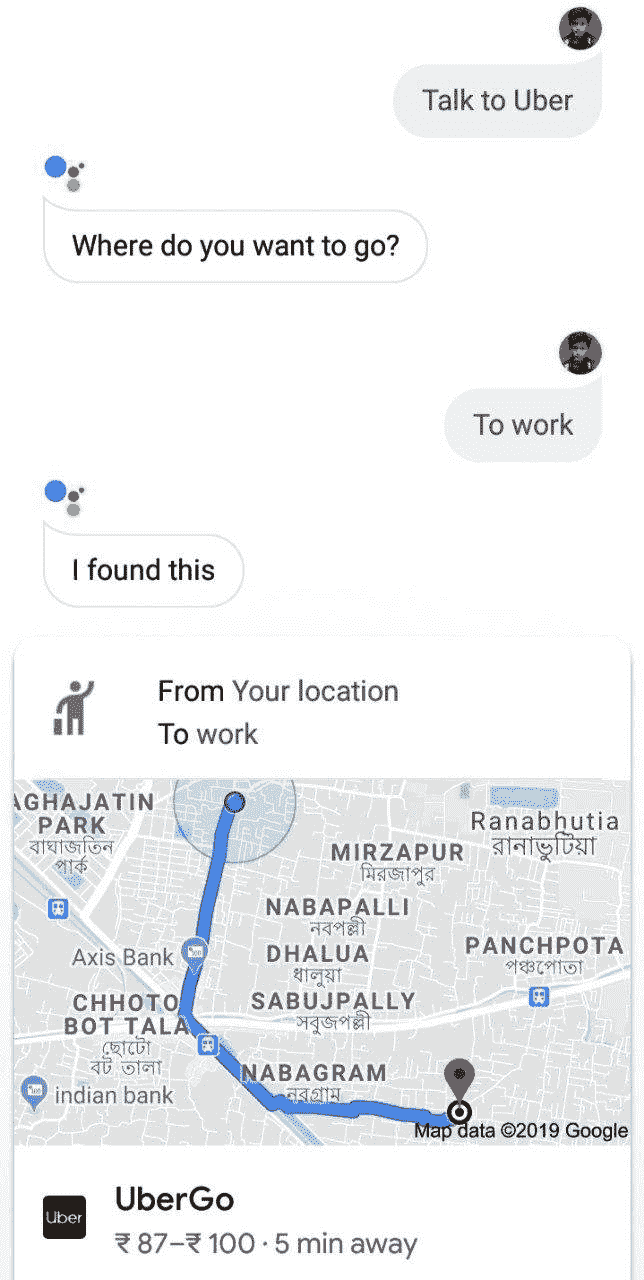 Talk to Uber
Where do you want to go?
To work
I found this
From Your location
To work
AGHAJATIN
PARK
বাঘাজতিন
পার্ক
Ranabhutia
রানাভুটিয়া
MIRZAPUR
মিরজাপুর
NABAPALLI
নবপল্লী
Axis Bank
DHALUA
ধালুয়া
PANCHPOTA
পঞ্চপোতা
CHHOTO
BOT TALA
ছোটো
বট তালা
SABUJPALLY
সবুজপল্লী
NABAGRAM
নবগ্রাম
indian bank
Map data ©2019 Google
Uber
UberGo
₹ 87–₹ 100 · 5 min away